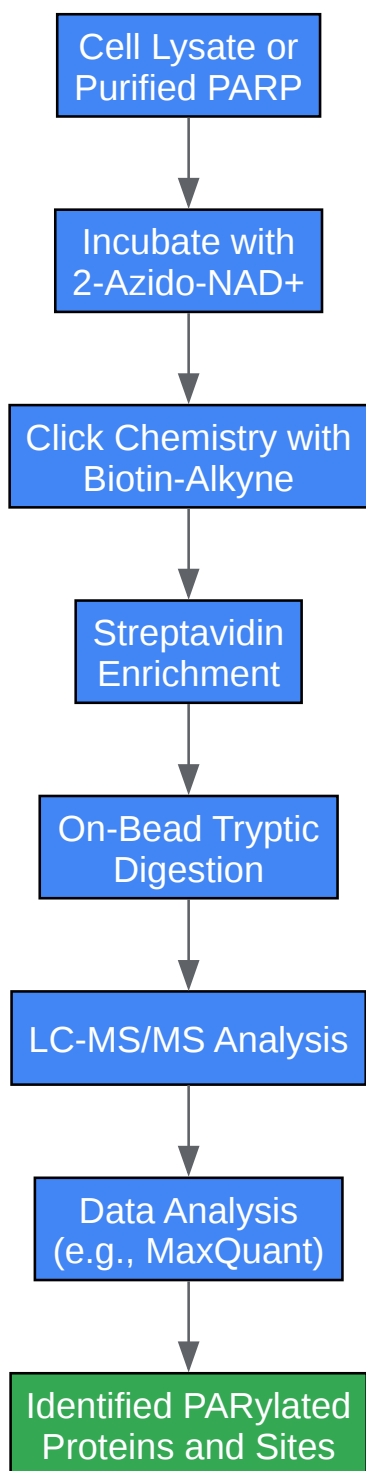 Cell Lysate or
Purified PARP
Incubate with
2-Azido-NAD+
Click Chemistry with
Biotin-Alkyne
Streptavidin
Enrichment
On-Bead Tryptic
Digestion
LC-MS/MS Analysis
Data Analysis
(e.g., MaxQuant)
Identified PARylated
Proteins and Sites